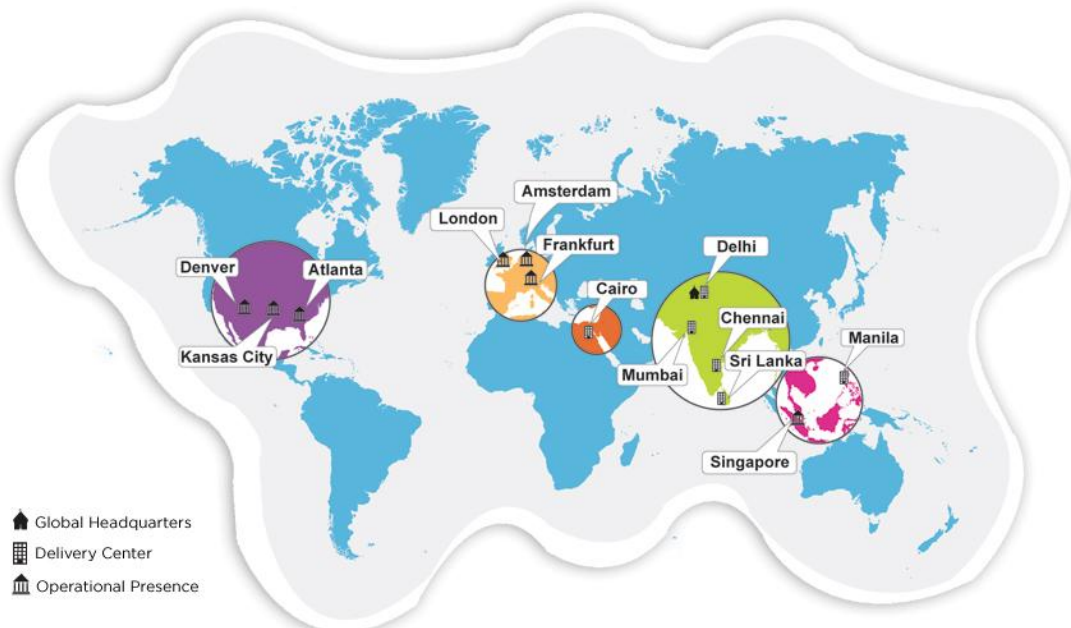 Amsterdam
London
Frankfurt
Delhi
Denver
Atlanta
Cairo
Chennai
Manila
Kansas City
Mumbai
Sri Lanka
Singapore
Global Headquarters
Delivery Center
Operational Presence